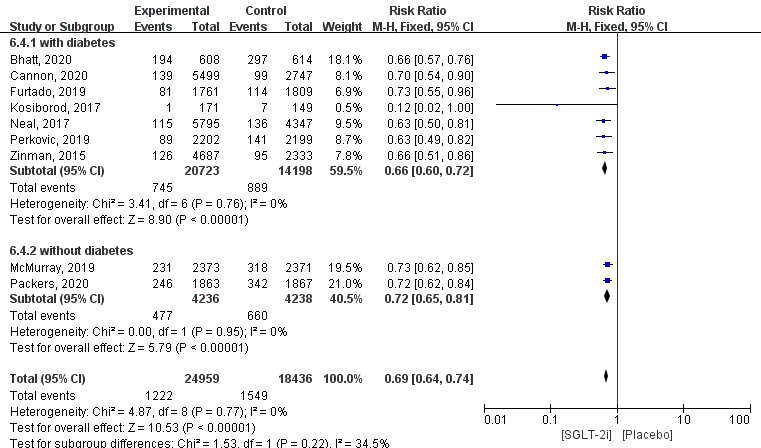 Experimental Control Risk Ratio Risk Ratio
Study or Subgroup Events Total Events Total Weight M-H, Fixed, 95% CI M-H, Fixed, 95% CI
6.4.1 with diabetes
Bhatt, 2020 194 608 297 614 18.1% 0.66 [0.57, 0.76]
Cannon, 2020 139 5499 99 2747 8.1% 0.70 [0.54, 0.90]
Furtado, 2019 81 1761 114 1809 6.9% 0.73 [0.55, 0.96]
Kosiborod, 2017 1 171 7 149 0.5% 0.12 [0.02, 1.00]
Neal, 2017 115 5795 136 4347 9.5% 0.63 [0.50, 0.81]
Perkovic, 2019 89 2202 141 2199 8.6% 0.63 [0.49, 0.82]
Zinman, 2015 126 4687 95 2333 7.8% 0.66 [0.51, 0.86]
Subtotal (95% CI) 20723 14198 59.5% 0.66 [0.60, 0.72]
Total events 745 889
Heterogeneity: Chi² = 3.41, df = 6 (P = 0.76); I² = 0%
Test for overall effect: Z = 8.90 (P < 0.00001)
6.4.2 without diabetes
McMurray, 2019 231 2373 318 2371 19.5% 0.73 [0.62, 0.85]
Packers, 2020 246 1863 342 1867 21.0% 0.72 [0.62, 0.84]
Subtotal (95% CI) 4236 4238 40.5% 0.72 [0.65, 0.81]
Total events 477 660
Heterogeneity: Chi² = 0.00, df = 1 (P = 0.95); I² = 0%
Test for overall effect: Z = 5.79 (P < 0.00001)
Total (95% CI) 24959 18436 100.0% 0.69 [0.64, 0.74]
Total events 1222 1549
Heterogeneity: Chi² = 4.87, df = 8 (P = 0.77); I² = 0%
Test for overall effect: Z = 10.53 (P < 0.00001)
Test for subgroup differences: Chi² = 1.53, df = 1 (P = 0.22), I² = 34.5%
0.01 0.1 1 10 100
[SGLT-2i] [Placebo]